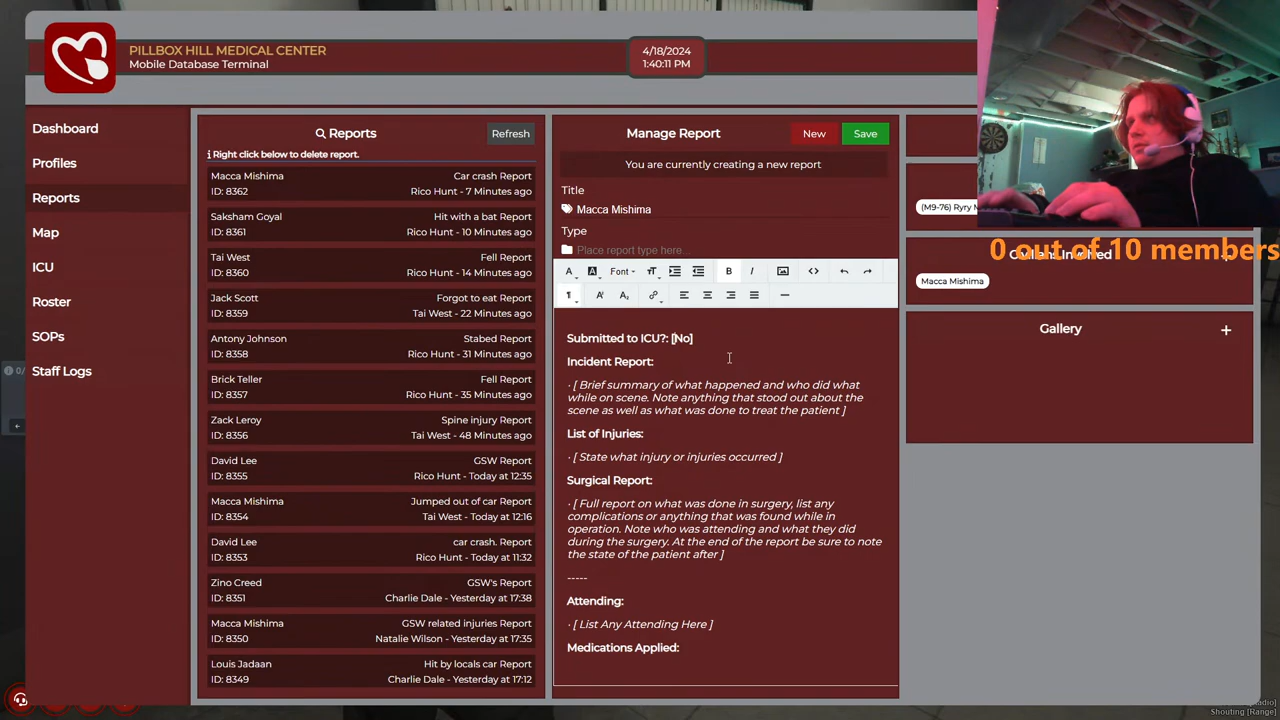 PILLBOX HILL MEDICAL CENTER
Mobile Database Terminal
4/18/2024
1:40:11 PM
Dashboard
Profiles
Reports
Map
ICU
Roster
SOPs
Staff Logs
Reports
Refresh
Right click below to delete report.
Macca Mishima Car crash Report
ID: 8362 Rico Hunt - 7 Minutes ago
Saksham Goyal Hit with a bat Report
ID: 8361 Rico Hunt - 10 Minutes ago
Tai West Fell Report
ID: 8360 Rico Hunt - 14 Minutes ago
Jack Scott Forgot to eat Report
ID: 8359 Tai West - 22 Minutes ago
Antony Johnson Stabed Report
ID: 8358 Rico Hunt - 31 Minutes ago
Brick Teller Fell Report
ID: 8357 Rico Hunt - 35 Minutes ago
Zack Leroy Spine injury Report
ID: 8356 Tai West - 48 Minutes ago
David Lee GSW Report
ID: 8355 Rico Hunt - Today at 12:35
Macca Mishima Jumped out of car Report
ID: 8354 Tai West - Today at 12:16
David Lee car crash. Report
ID: 8353 Rico Hunt - Today at 11:32
Zino Creed GSW's Report
ID: 8351 Charlie Dale - Yesterday at 17:38
Macca Mishima GSW related injuries Report
ID: 8350 Natalie Wilson - Yesterday at 17:35
Louis Jadaan Hit by locals car Report
ID: 8349 Charlie Dale - Yesterday at 17:12
Manage Report
New
Save
You are currently creating a new report
Title
Macca Mishima
Type
Place report type here...
Font
Submitted to ICU?: [No]
Incident Report:
· [ Brief summary of what happened and who did what
while on scene. Note anything that stood out about the
scene as well as what was done to treat the patient ]
List of Injuries:
· [ State what injury or injuries occurred ]
Surgical Report:
· [ Full report on what was done in surgery, list any
complications or anything that was found while in
operation. Note who was attending and what they did
during the surgery. At the end of the report be sure to note
the state of the patient after ]
-----
Attending:
· [ List Any Attending Here ]
Medications Applied:
(M9-76) Ryry
0 out of 10 members
Macca Mishima
Gallery
Shouting [Range]